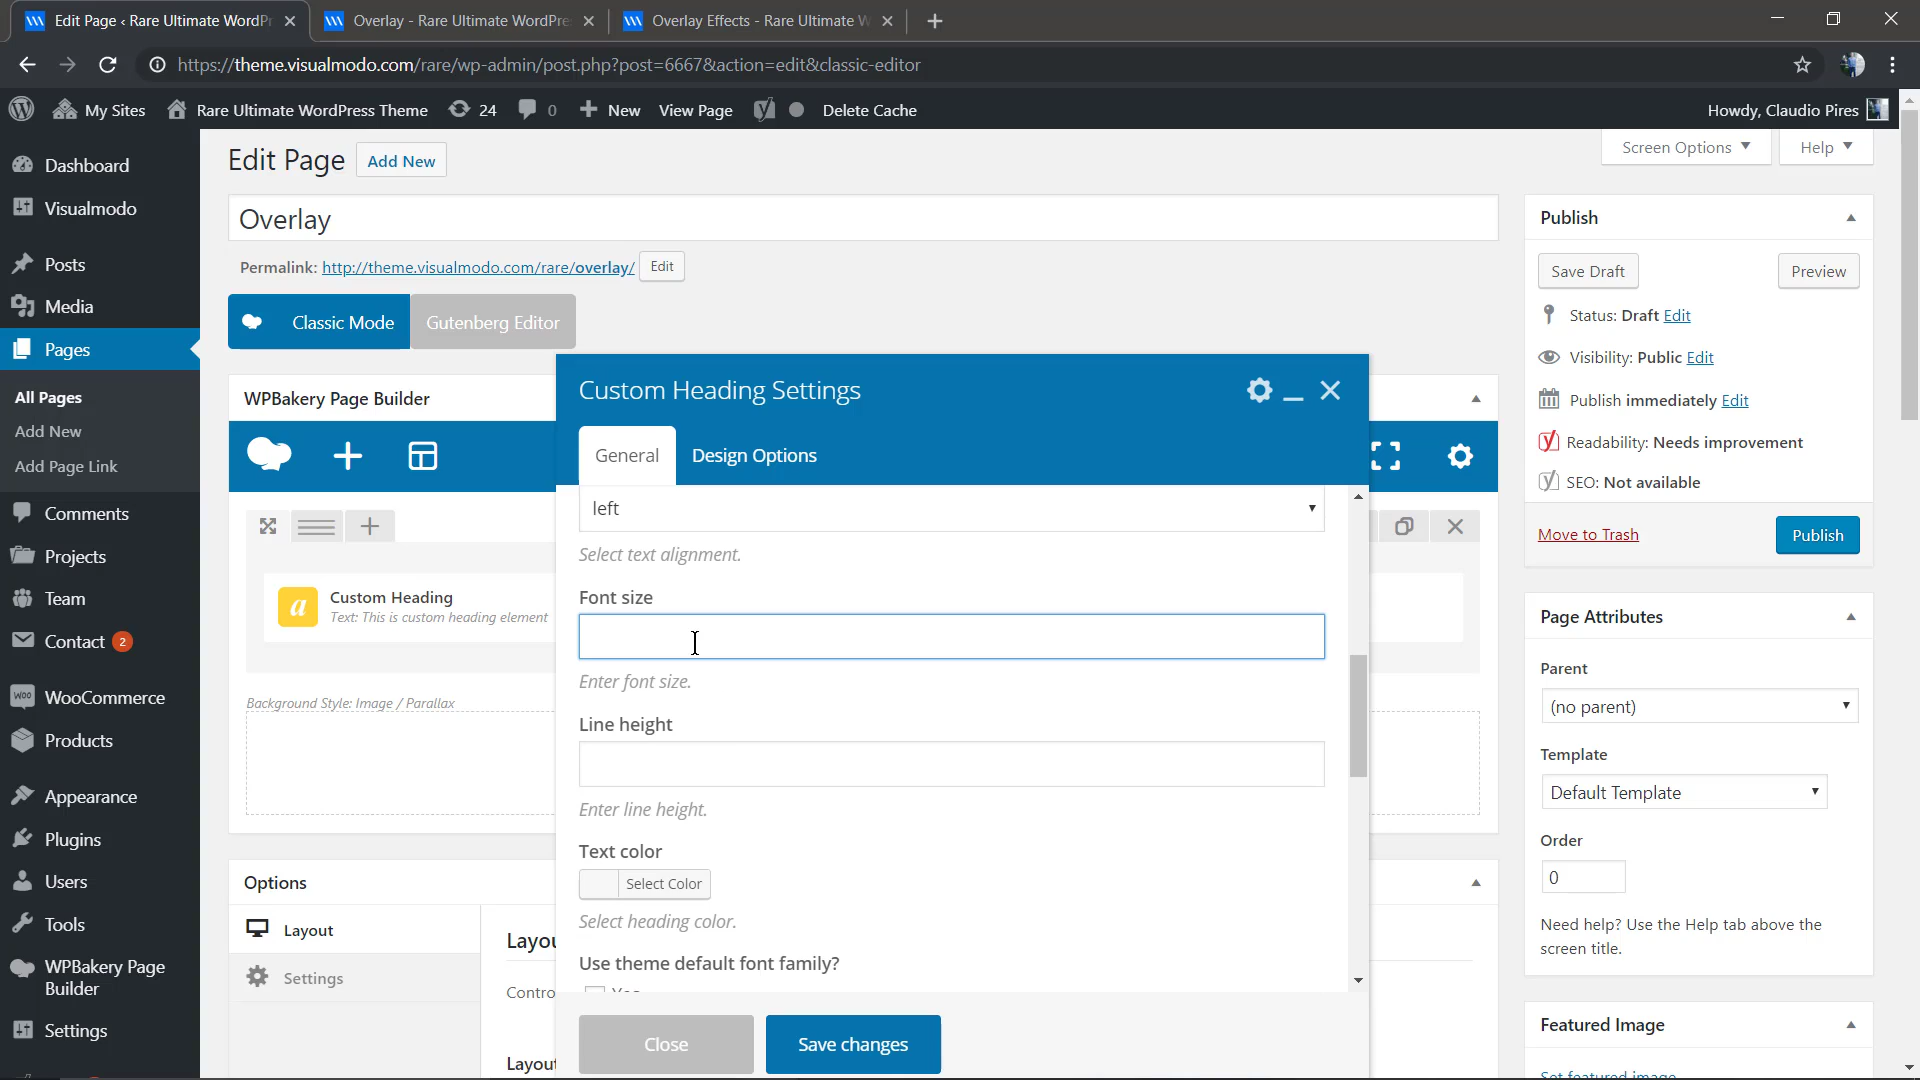 Edit Page ‹ Rare Ultimate WordPr
Overlay - Rare Ultimate WordPre
Overlay Effects - Rare Ultimate W
https://theme.visualmodo.com/rare/wp-admin/post.php?post=6667&action=edit&classic-editor
My Sites
Rare Ultimate WordPress Theme
24
0
New
View Page
Delete Cache
Howdy, Claudio Pires
Dashboard
Visualmodo
Posts
Media
Pages
All Pages
Add New
Add Page Link
Comments
Projects
Team
Contact 2
WooCommerce
Products
Appearance
Plugins
Users
Tools
WPBakery Page
Builder
Settings
Edit Page
Add New
Screen Options
Help
Overlay
Permalink: http://theme.visualmodo.com/rare/overlay/
Edit
Classic Mode
Gutenberg Editor
WPBakery Page Builder
Custom Heading
Text: This is custom heading element
Background Style: Image / Parallax
Options
Layout
Settings
Layou
Contro
Layout
Custom Heading Settings
General
Design Options
left
Select text alignment.
Font size
Enter font size.
Line height
Enter line height.
Text color
Select Color
Select heading color.
Use theme default font family?
Yes
Close
Save changes
Publish
Save Draft
Preview
Status: Draft Edit
Visibility: Public Edit
Publish immediately Edit
Readability: Needs improvement
SEO: Not available
Move to Trash
Publish
Page Attributes
Parent
(no parent)
Template
Default Template
Order
0
Need help? Use the Help tab above the
screen title.
Featured Image
Set featured image